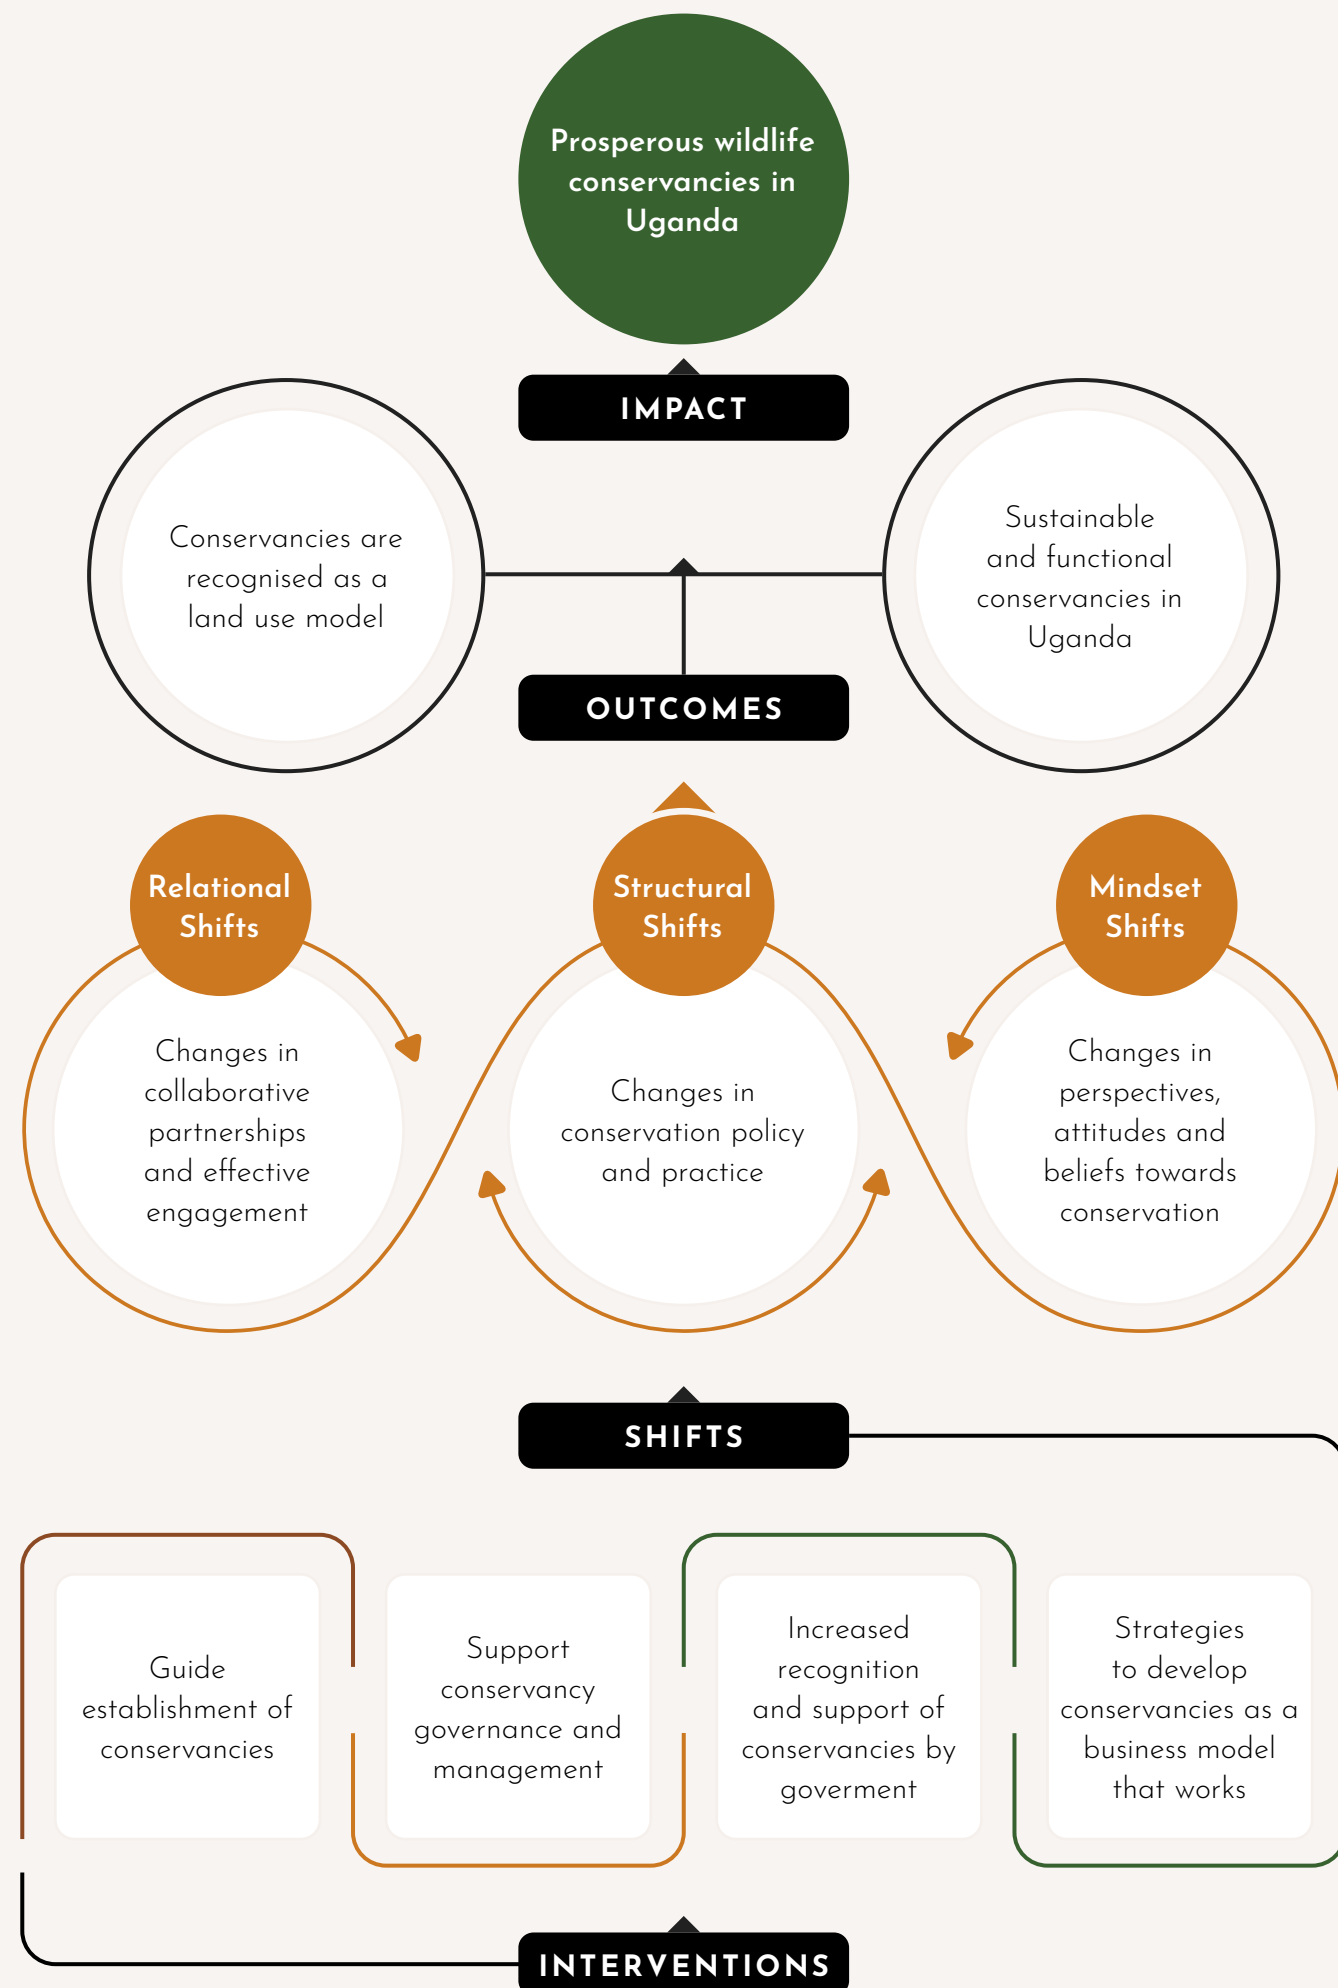 Prosperous wildlife
conservancies in
Uganda
IMPACT
Conservancies are
recognised as a
land use model
Sustainable
and functional
conservancies in
Uganda
OUTCOMES
Relational
Shifts
Changes in
collaborative
partnerships
and effective
engagement
Structural
Shifts
Changes in
conservation policy
and practice
Mindset
Shifts
Changes in
perspectives,
attitudes and
beliefs towards
conservation
SHIFTS
Guide
establishment of
conservancies
Support
conservancy
governance and
management
Increased
recognition
and support of
conservancies by
goverment
Strategies
to develop
conservancies as a
business model
that works
INTERVENTIONS